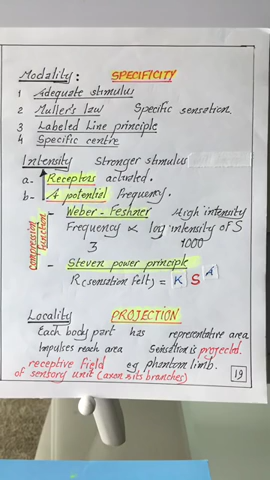 Modality: SPECIFICITY
1 Adequate stimulus
2 Muller's law Specific sensation
3 Labeled Line principle
4 Specific centre
Intensity Stronger stimulus
a- Receptors activated.
b- A potential frequency.
Compression function
- Weber-Feshner High intensity
Frequency ∝ log intensity of S
3 1000
- Steven power principle
R (sensation felt) = K S A
Locality PROJECTION
Each body part has representative area
Impulses reach area Sensation is projected.
receptive field eg phantom limb.
of sensory unit (axon & its branches)
19